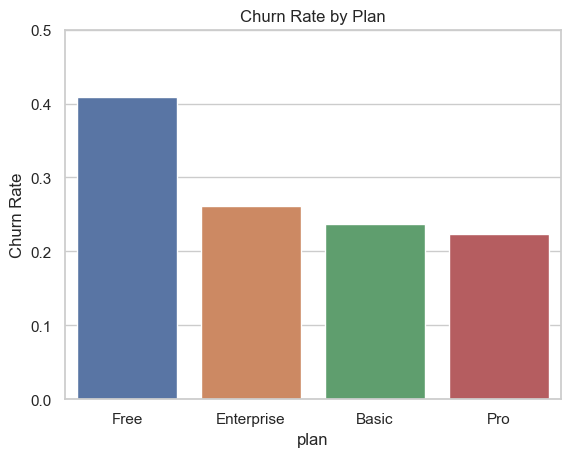 Churn Rate by Plan
0.5
0.4
0.3
0.2
0.1
0.0
Churn Rate
Free Enterprise Basic Pro
plan